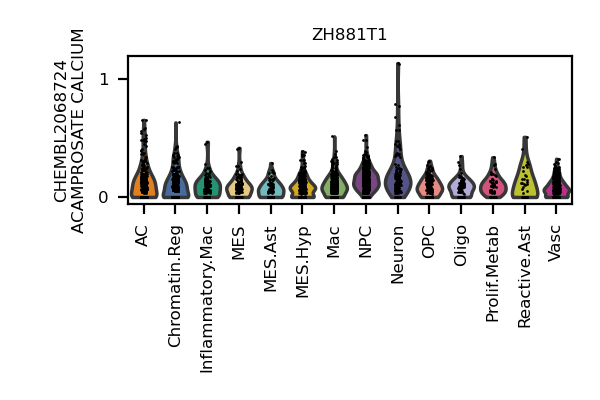 ZH881T1
CHEMBL2068724
ACAMPROSATE CALCIUM
1
0
AC
Chromatin.Reg
Inflammatory.Mac
MES
MES.Ast
MES.Hyp
Mac
NPC
Neuron
OPC
Oligo
Prolif.Metab
Reactive.Ast
Vasc